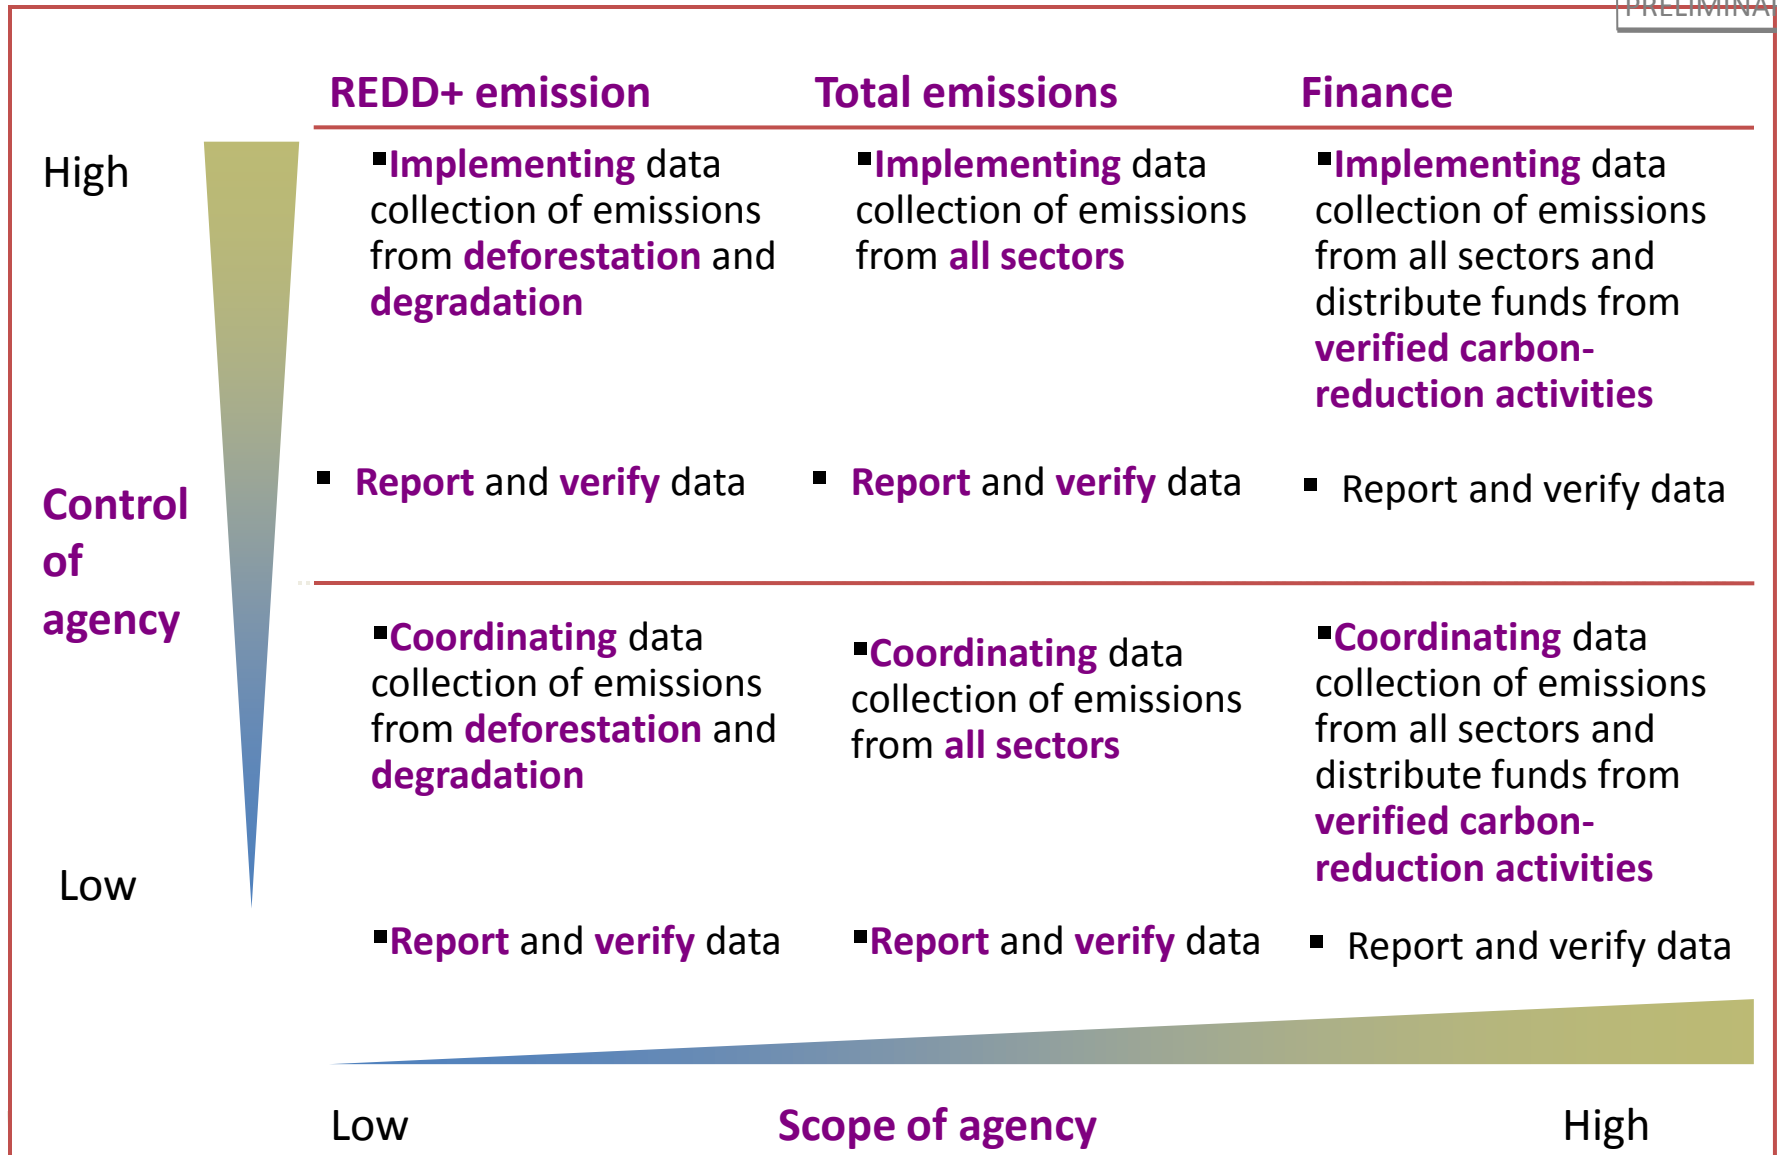 REDD+ emission
Total emissions
Finance
High
▪Implementing data
collection of emissions
from deforestation and
degradation
▪Implementing data
collection of emissions
from all sectors
▪Implementing data
collection of emissions
from all sectors and
distribute funds from
verified carbon-
reduction activities
▪ Report and verify data
▪ Report and verify data
▪ Report and verify data
Control
of
agency
▪Coordinating data
collection of emissions
from deforestation and
degradation
▪Coordinating data
collection of emissions
from all sectors
▪Coordinating data
collection of emissions
from all sectors and
distribute funds from
verified carbon-
reduction activities
Low
▪Report and verify data
▪Report and verify data
▪ Report and verify data
Low
Scope of agency
High